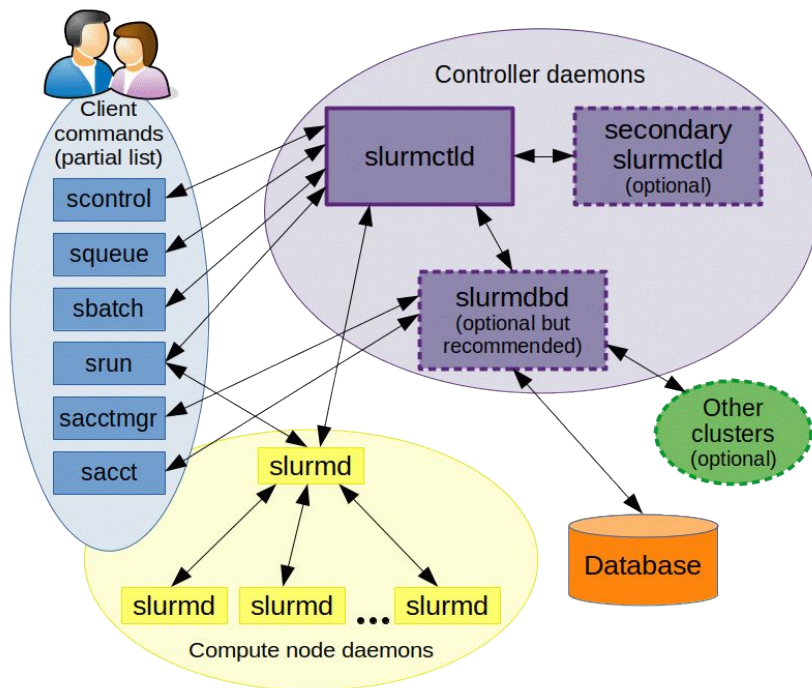 Client
commands
(partial list)
scontrol
squeue
sbatch
srun
sacctmgr
sacct
Controller daemons
slurmctld
secondary
slurmctld
(optional)
slurmdbd
(optional but
recommended)
Other
clusters
(optional)
Database
slurmd
slurmd
slurmd
...
slurmd
Compute node daemons